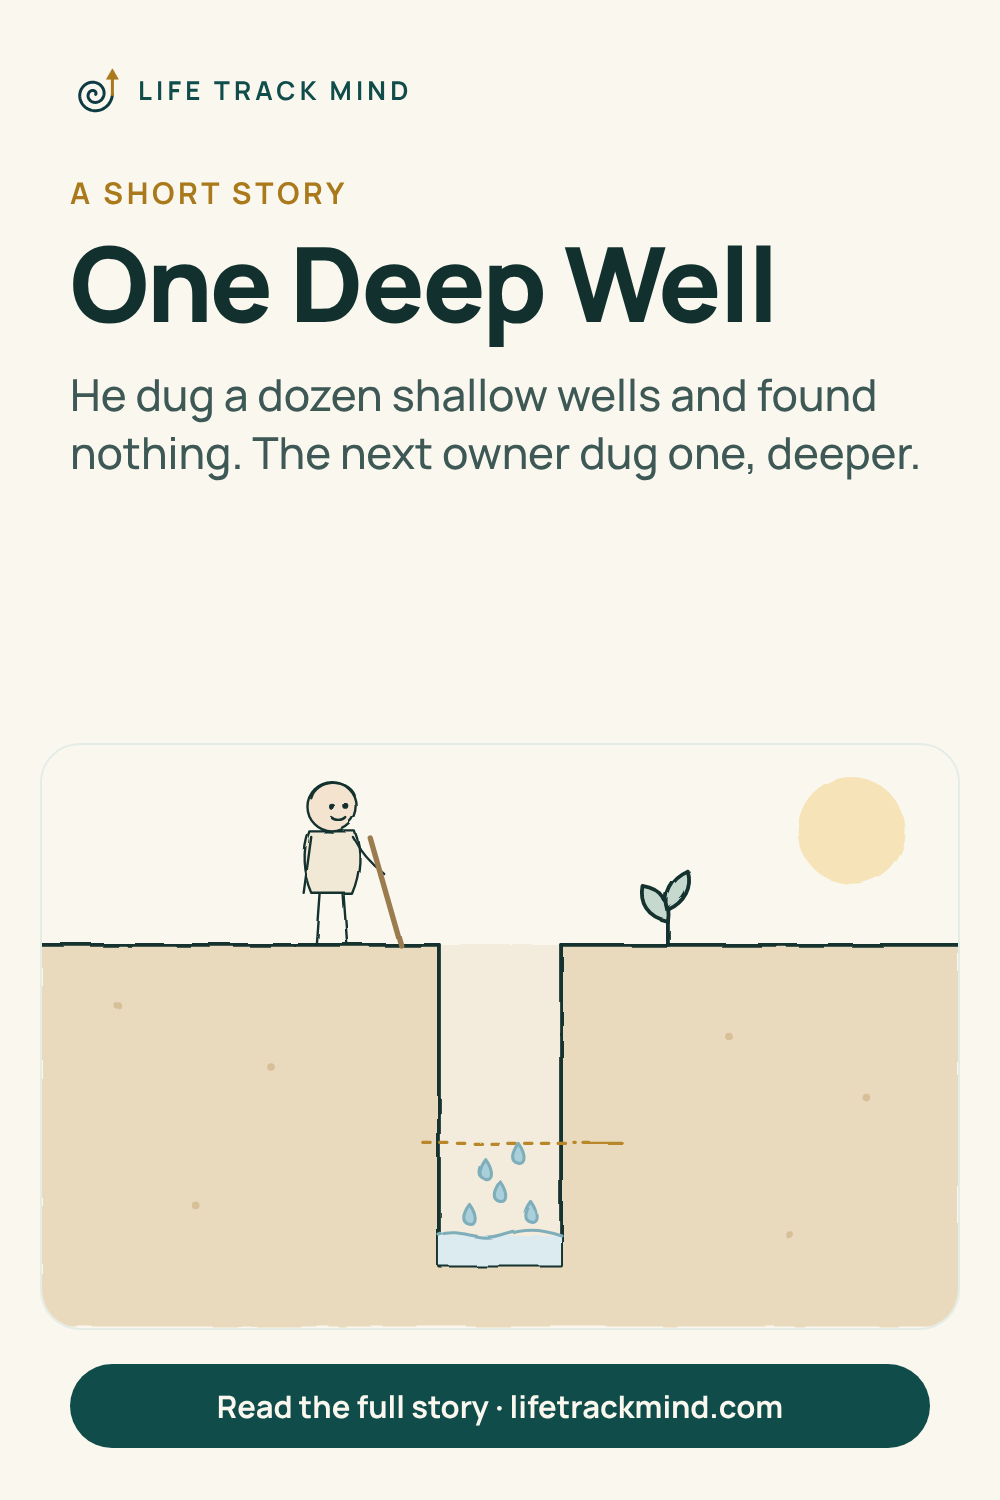 LIFE TRACK MIND
A SHORT STORY
One Deep Well
He dug a dozen shallow wells and found
nothing. The next owner dug one, deeper.
Read the full story · lifetrackmind.com